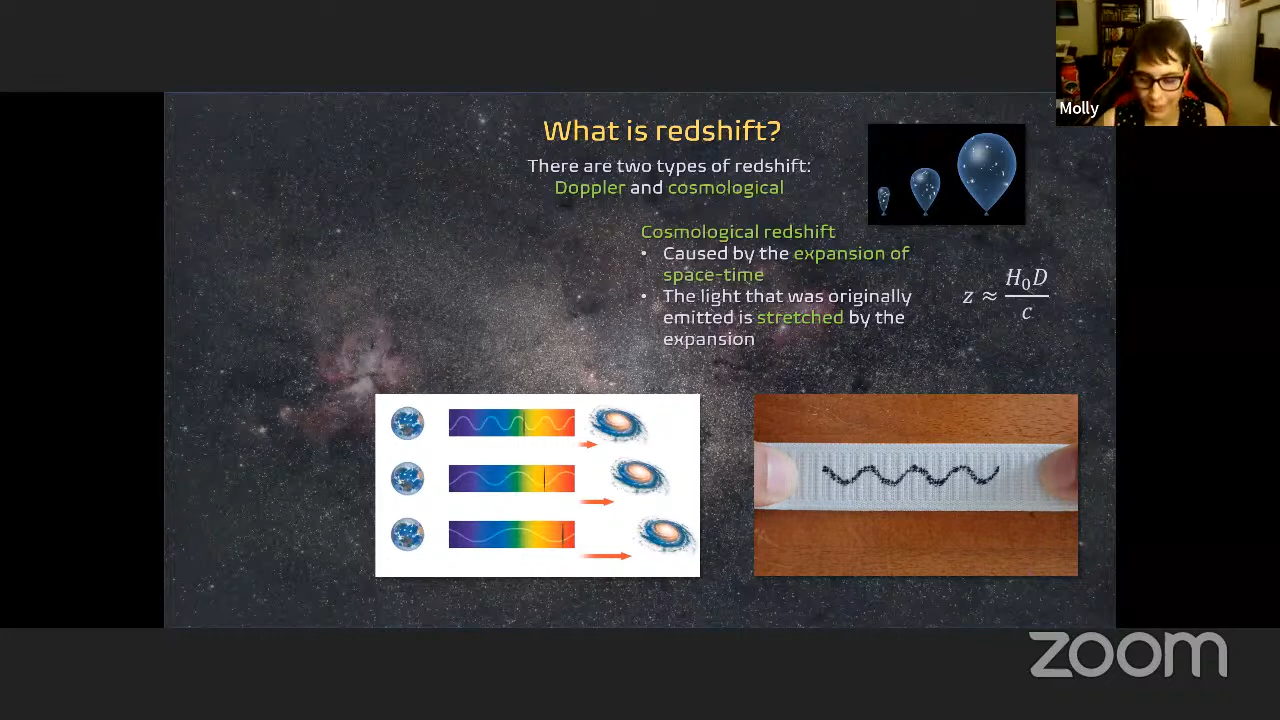 What is redshift?
There are two types of redshift:
Doppler and cosmological
Cosmological redshift
• Caused by the expansion of
space-time
• The light that was originally
emitted is stretched by the
expansion
z ≈ H₀D / c
Molly
zoom